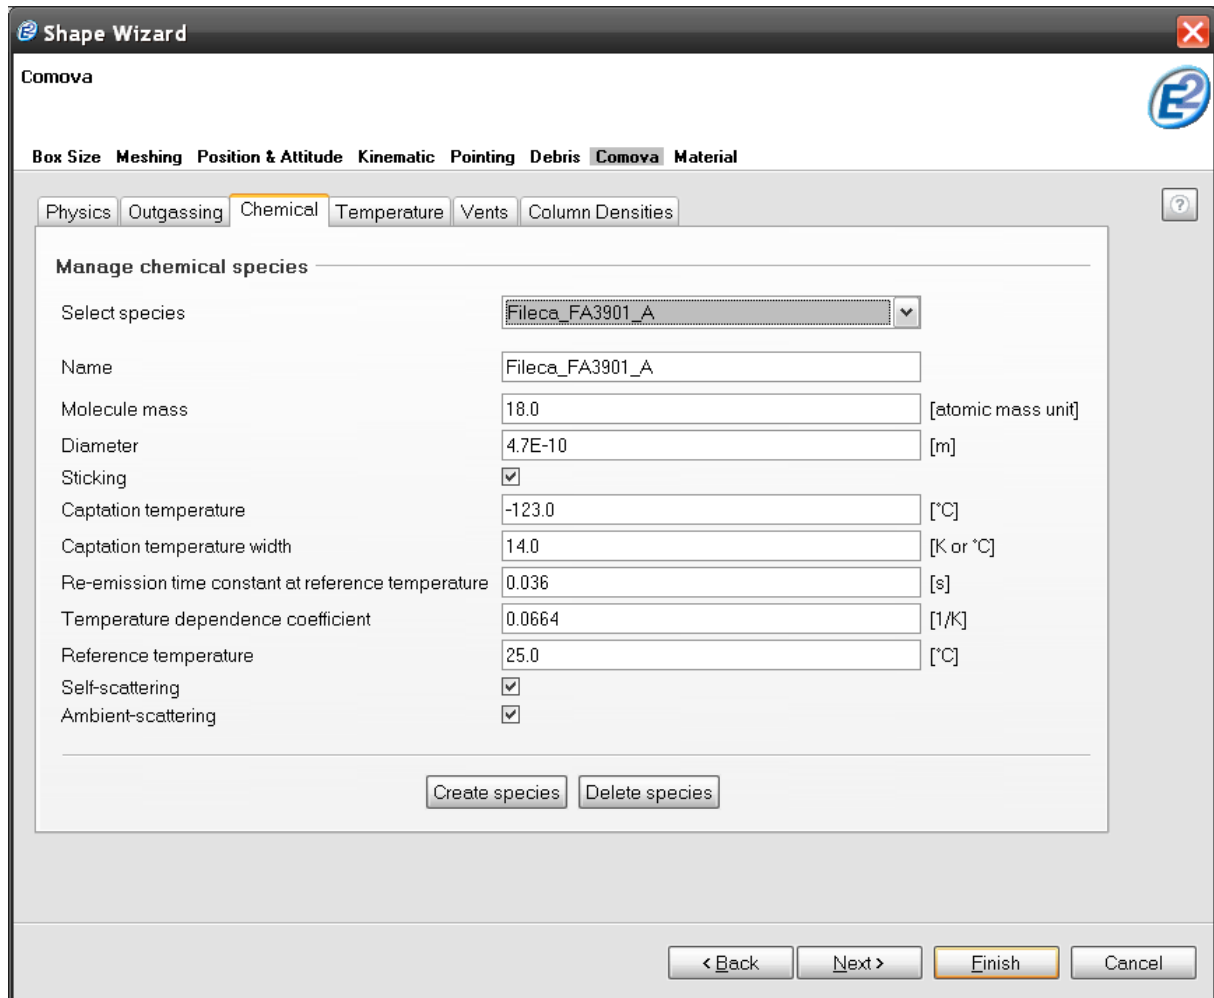 E2 Shape Wizard
Comova
E2
Box Size Meshing Position & Attitude Kinematic Pointing Debris Comova Material
Physics Outgassing Chemical Temperature Vents Column Densities
?
Manage chemical species
Select species Fileca_FA3901_A
Name Fileca_FA3901_A
Molecule mass 18.0 [atomic mass unit]
Diameter 4.7E-10 [m]
Sticking
Captation temperature -123.0 [°C]
Captation temperature width 14.0 [K or °C]
Re-emission time constant at reference temperature 0.036 [s]
Temperature dependence coefficient 0.0664 [1/K]
Reference temperature 25.0 [°C]
Self-scattering
Ambient-scattering
Create species Delete species
< Back Next > Finish Cancel